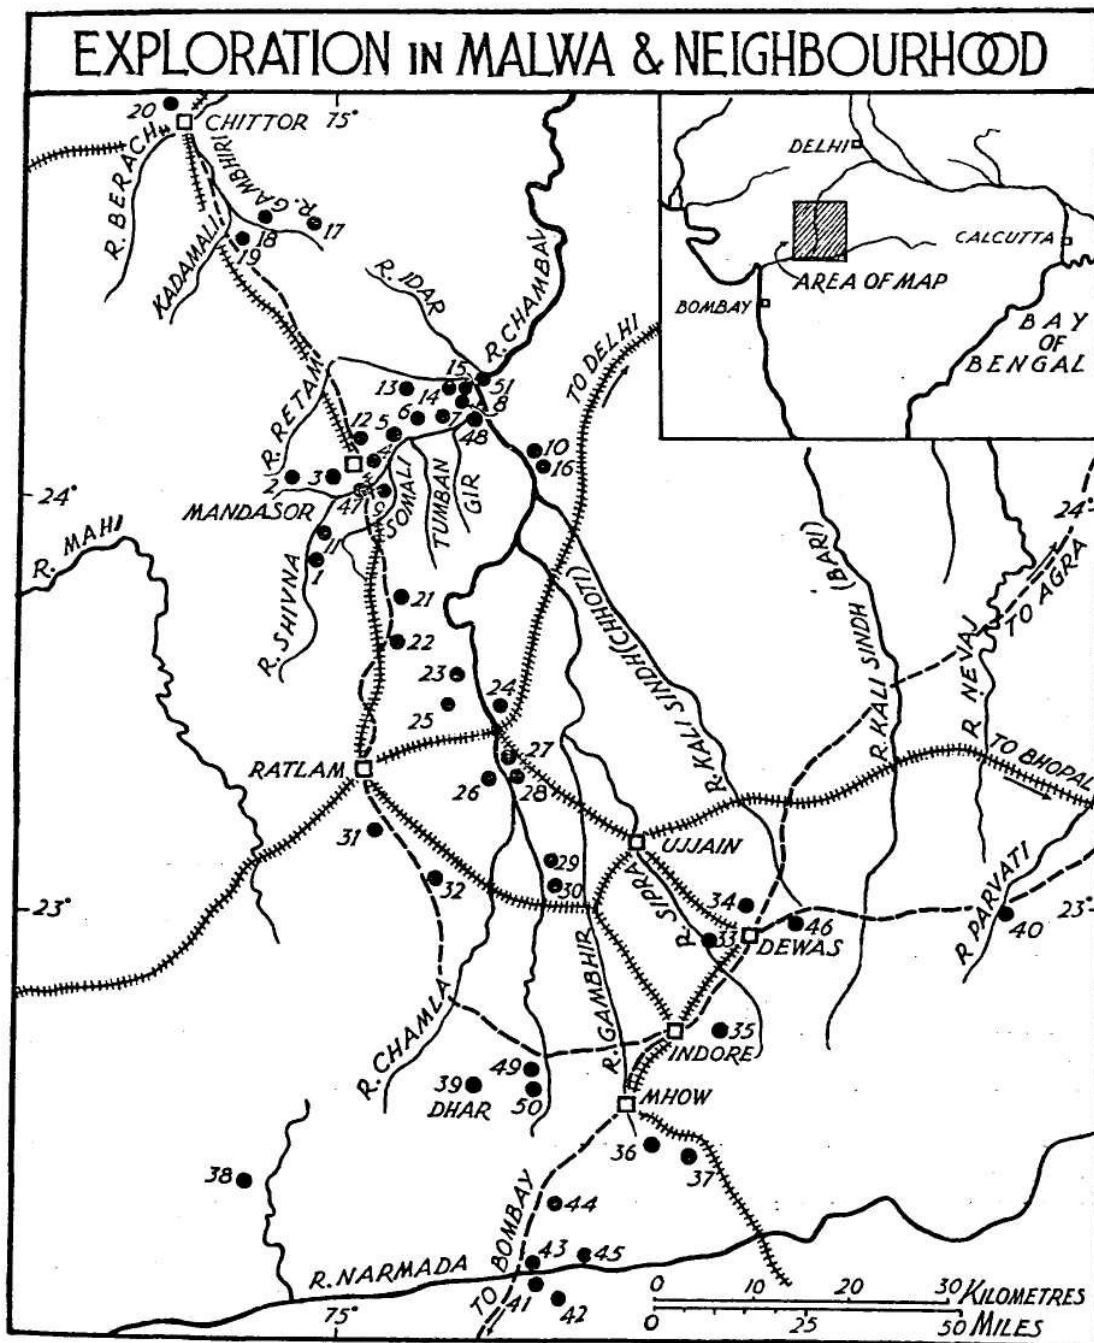 EXPLORATION IN MALWA & NEIGHBOURHOOD
20
CHITTOR
75°
R. BERACH
R. GAMBHIRI
KADAMALI
18
17
19
R. IDAR
R. CHAMBAL
DELHI
CALCUTTA
AREA OF MAP
BOMBAY
BAY
OF
BENGAL
TO DELHI
R. RETAM
15
51
13
14
8
12
5
6
7
48
4
10
16
2
3
24°
47
9
MANDASOR
SOMALI
TUMBAN
GIR
24°
R. MAHI
11
1
R. SHIVNA
21
22
23
24
25
R. KALI SINDH (CHHOTI)
R. KALI SINDH (BARI)
R NEVAJ
TO AGRA
TO BHOPAL
RATLAM
27
26
28
31
UJJAIN
29
32
30
23°
R. SIPRA
34
33
DEWAS
46
R PARVATI
40
23°
R. CHAMLA
R. GAMBHIR
35
INDORE
49
39
DHAR
50
MHOW
36
37
38
44
TO BOMBAY
43
45
R. NARMADA
41
42
75°
0 10 20 30 KILOMETRES
0 25 50 MILES